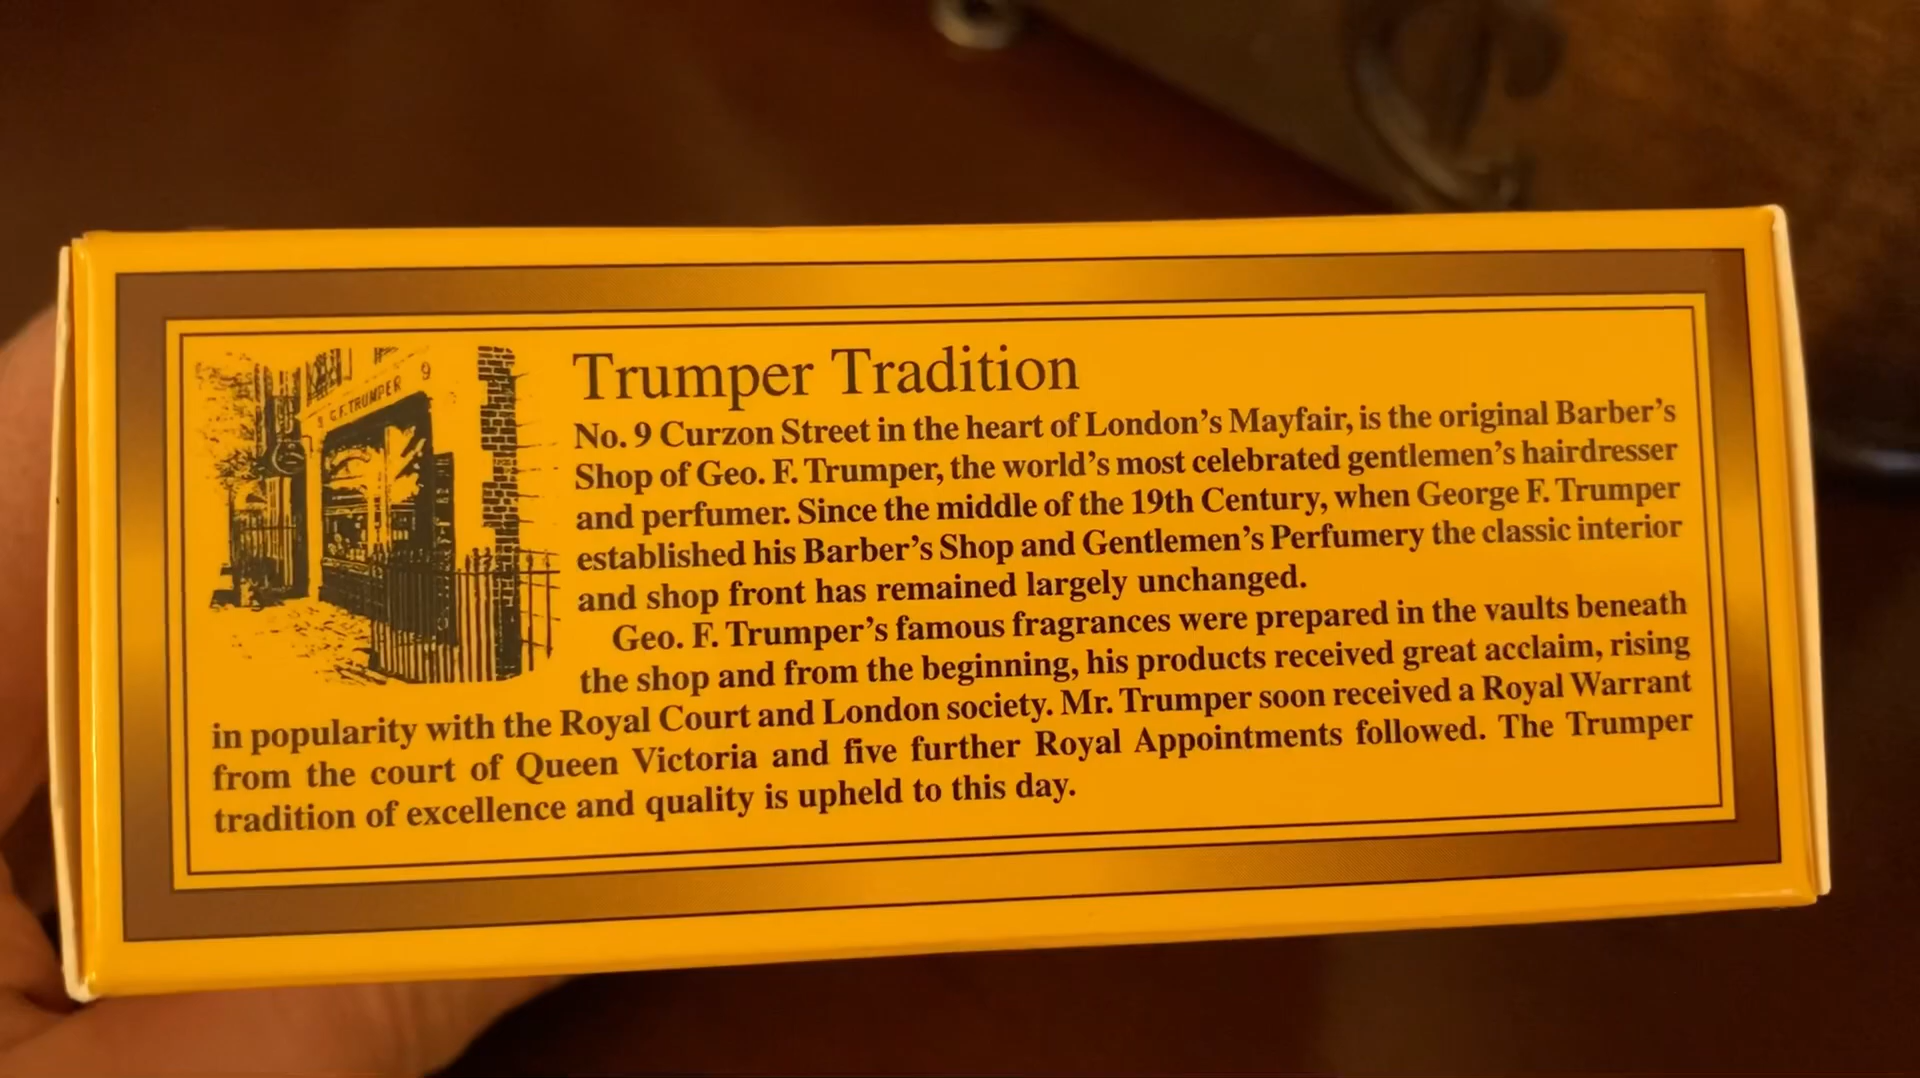 G.F. TRUMPER 9
Trumper Tradition
No. 9 Curzon Street in the heart of London's Mayfair, is the original Barber's
Shop of Geo. F. Trumper, the world's most celebrated gentlemen's hairdresser
and perfumer. Since the middle of the 19th Century, when George F. Trumper
established his Barber's Shop and Gentlemen's Perfumery the classic interior
and shop front has remained largely unchanged.
Geo. F. Trumper's famous fragrances were prepared in the vaults beneath
the shop and from the beginning, his products received great acclaim, rising
in popularity with the Royal Court and London society. Mr. Trumper soon received a Royal Warrant
from the court of Queen Victoria and five further Royal Appointments followed. The Trumper
tradition of excellence and quality is upheld to this day.